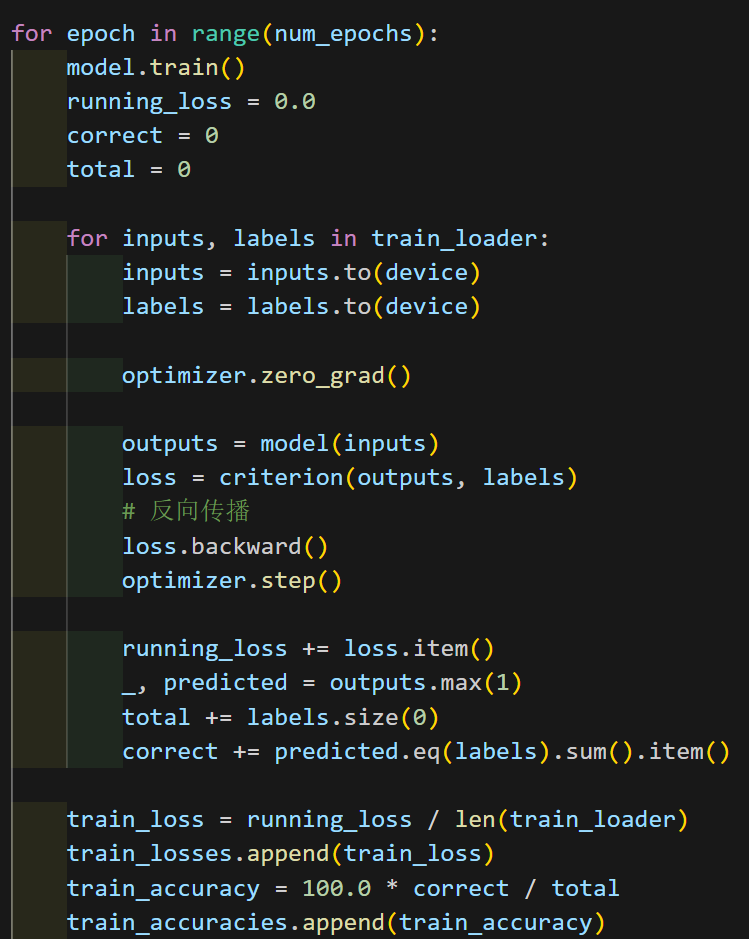 for epoch in range(num_epochs):
    model.train()
    running_loss = 0.0
    correct = 0
    total = 0

    for inputs, labels in train_loader:
        inputs = inputs.to(device)
        labels = labels.to(device)

        optimizer.zero_grad()

        outputs = model(inputs)
        loss = criterion(outputs, labels)
        # 反向传播
        loss.backward()
        optimizer.step()

        running_loss += loss.item()
        _, predicted = outputs.max(1)
        total += labels.size(0)
        correct += predicted.eq(labels).sum().item()

    train_loss = running_loss / len(train_loader)
    train_losses.append(train_loss)
    train_accuracy = 100.0 * correct / total
    train_accuracies.append(train_accuracy)